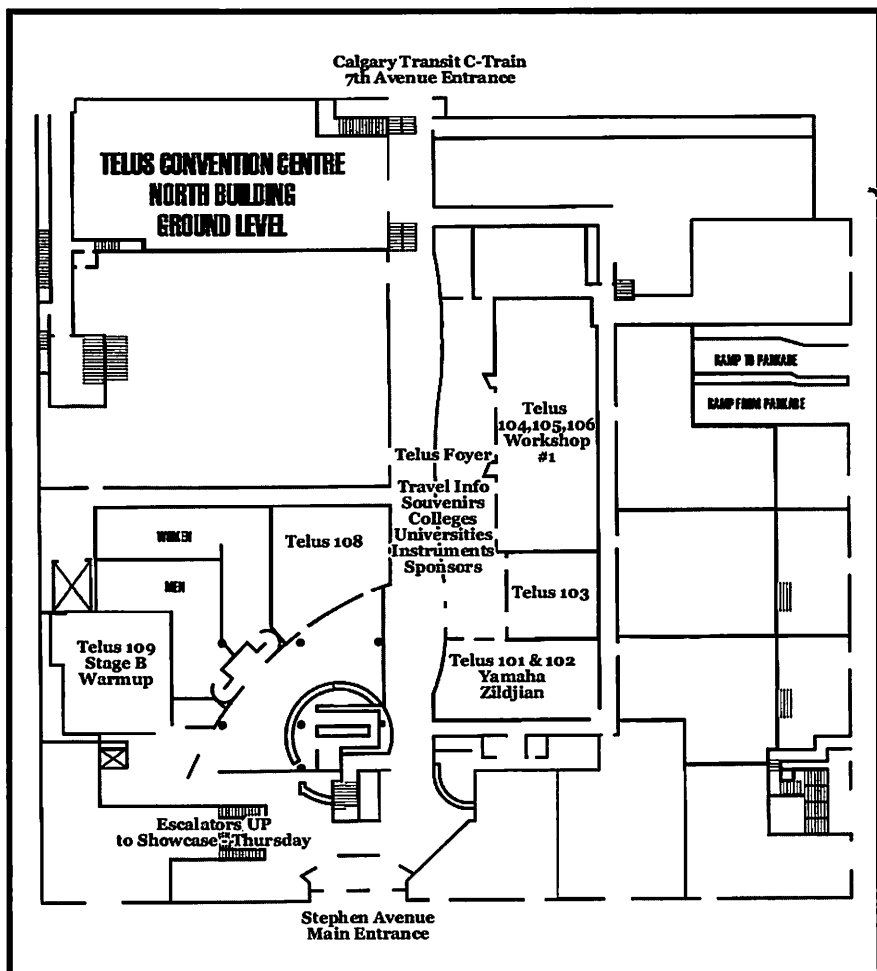 Calgary Transit C-Train
7th Avenue Entrance
TELUS CONVENTION CENTRE
NORTH BUILDING
GROUND LEVEL
RAMP TO PARKADE
RAMP FROM PARKADE
Telus
104,105,106
Workshop
#1
Telus Foyer
Travel Info
Souvenirs
Colleges
Universities
Instruments
Sponsors
WOMEN
MEN
Telus 108
Telus 103
Telus 109
Stage B
Warmup
Telus 101 & 102
Yamaha
Zildjian
Escalators UP
to Showcase - Thursday
Stephen Avenue
Main Entrance